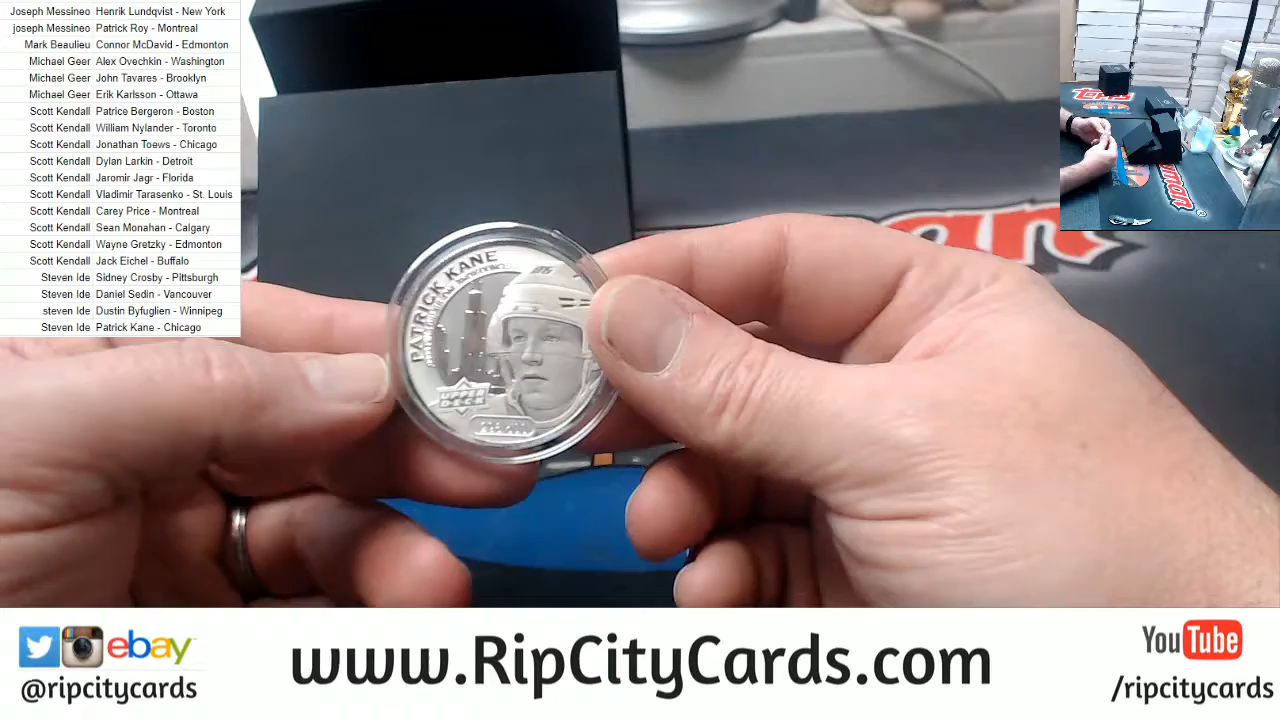 Joseph Messineo Henrik Lundqvist - New York
joseph Messineo Patrick Roy - Montreal
Mark Beaulieu Connor McDavid - Edmonton
Michael Geer Alex Ovechkin - Washington
Michael Geer John Tavares - Brooklyn
Michael Geer Erik Karlsson - Ottawa
Scott Kendall Patrice Bergeron - Boston
Scott Kendall William Nylander - Toronto
Scott Kendall Jonathan Toews - Chicago
Scott Kendall Dylan Larkin - Detroit
Scott Kendall Jaromir Jagr - Florida
Scott Kendall Vladimir Tarasenko - St. Louis
Scott Kendall Carey Price - Montreal
Scott Kendall Sean Monahan - Calgary
Scott Kendall Wayne Gretzky - Edmonton
Scott Kendall Jack Eichel - Buffalo
Steven Ide Sidney Crosby - Pittsburgh
Steven Ide Daniel Sedin - Vancouver
steven Ide Dustin Byfuglien - Winnipeg
Steven Ide Patrick Kane - Chicago
PATRICK KANE
UPPER
DECK
ebay
@ripcitycards
www.RipCityCards.com
YouTube
/ripcitycards